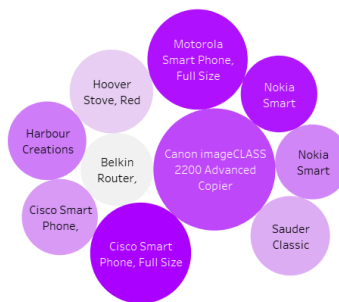 Motorola
Smart Phone,
Full Size
Hoover
Stove, Red
Nokia
Smart
Harbour
Creations
Belkin
Router,
Canon imageCLASS
2200 Advanced
Copier
Nokia
Smart
Cisco Smart
Phone,
Sauder
Classic
Cisco Smart
Phone, Full Size